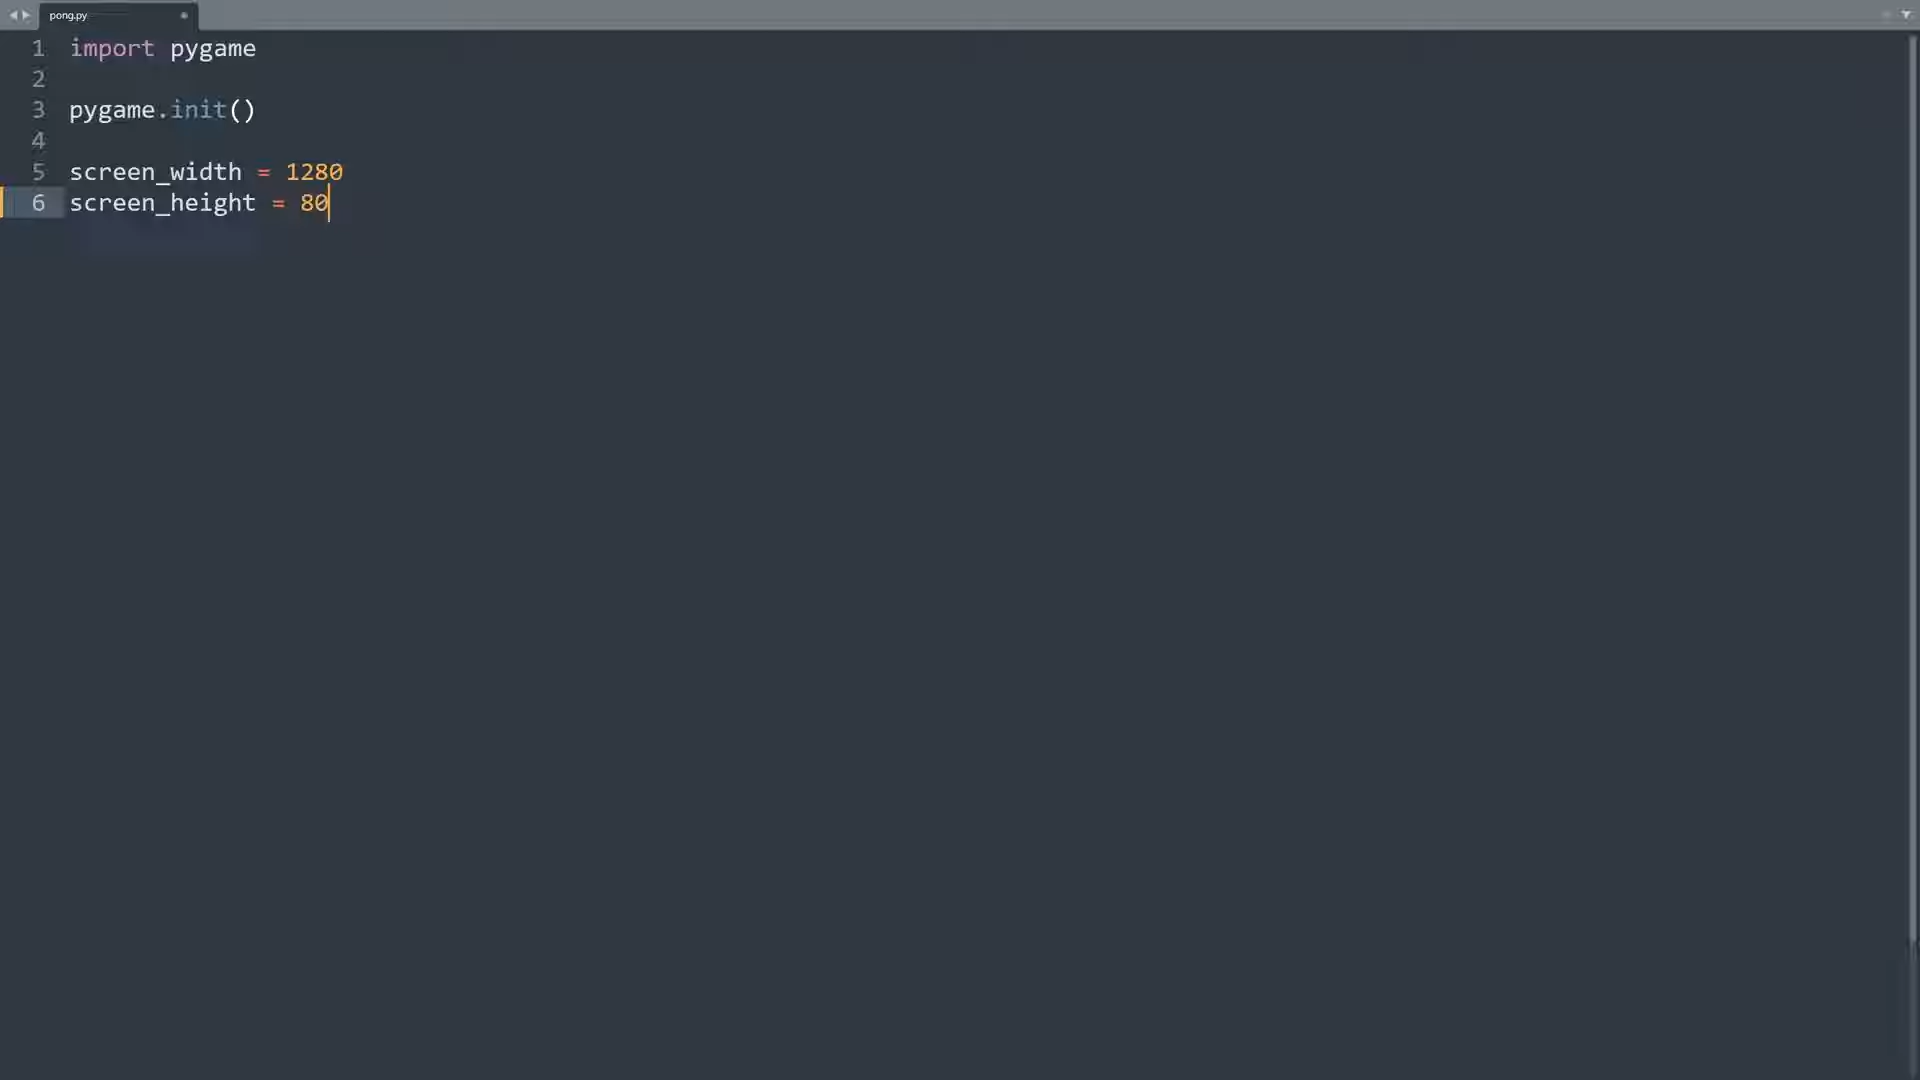 pong.py
1 import pygame
2
3 pygame.init()
4
5 screen_width = 1280
6 screen_height = 80